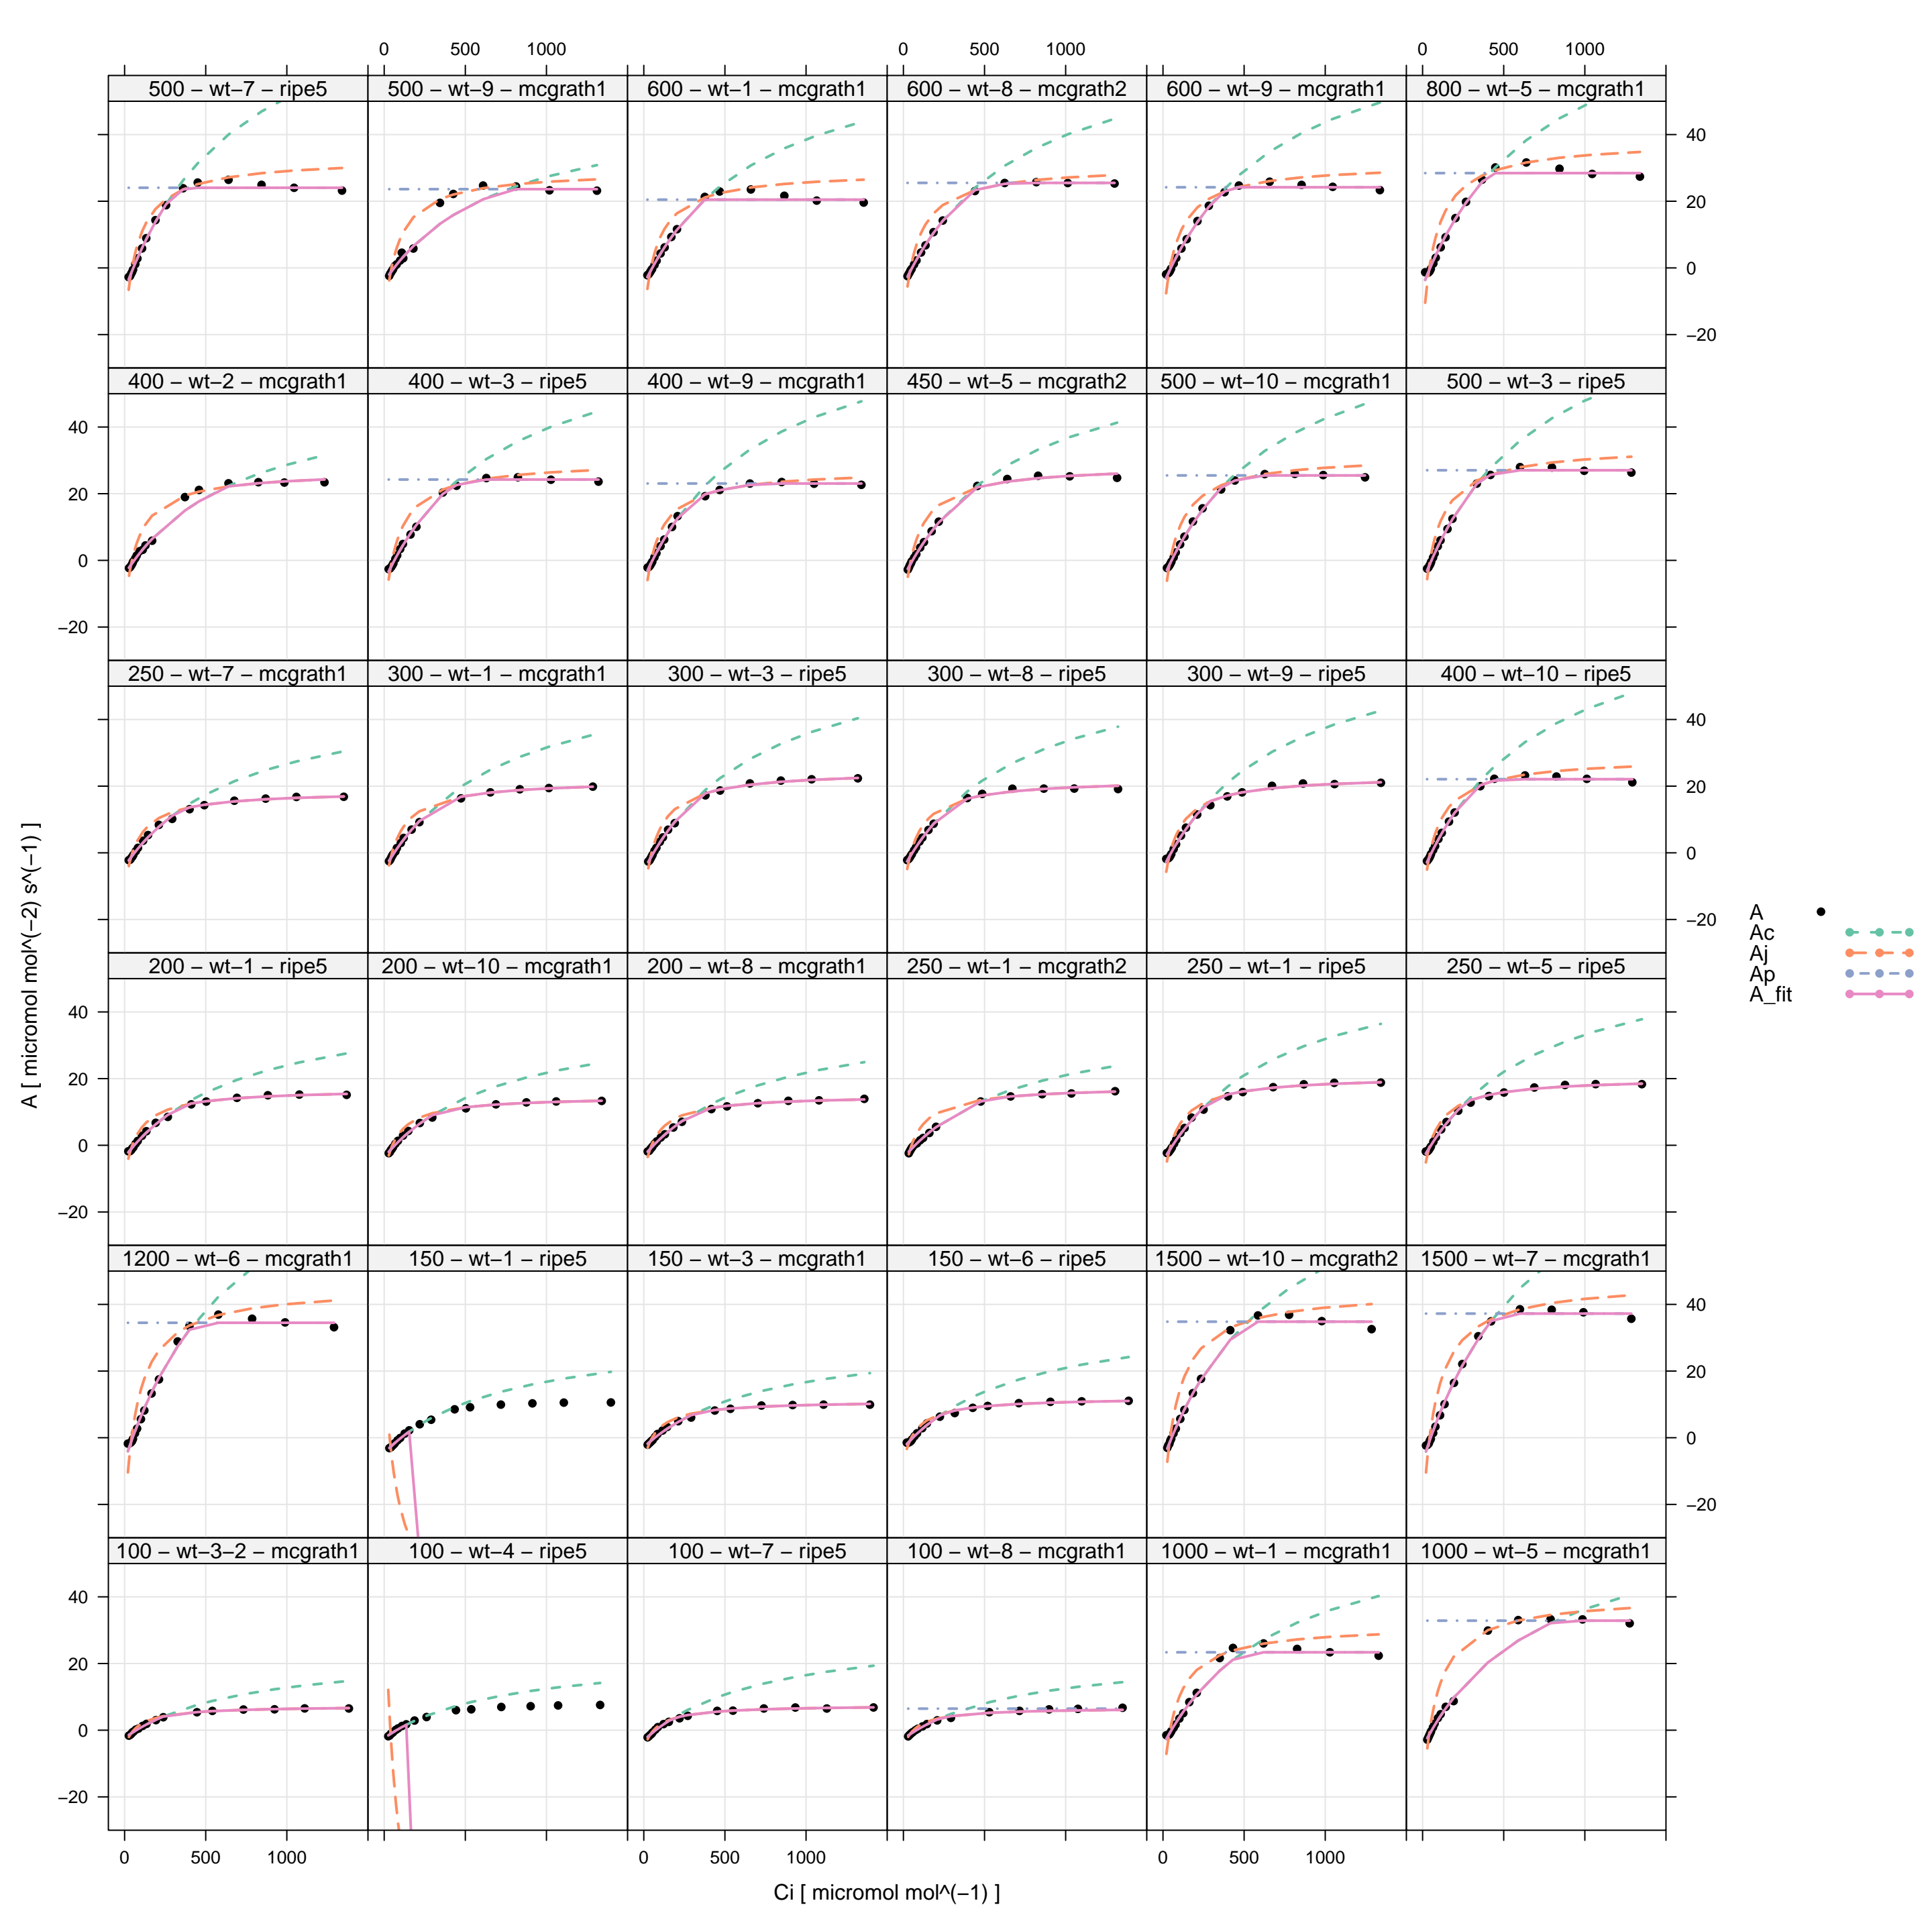 0 500 1000 0 500 1000 0 500 1000
500 − wt−7 − ripe5 500 − wt−9 − mcgrath1 600 − wt−1 − mcgrath1 600 − wt−8 − mcgrath2 600 − wt−9 − mcgrath1 800 − wt−5 − mcgrath1
40
20
0
−20
400 − wt−2 − mcgrath1 400 − wt−3 − ripe5 400 − wt−9 − mcgrath1 450 − wt−5 − mcgrath2 500 − wt−10 − mcgrath1 500 − wt−3 − ripe5
40
20
0
−20
250 − wt−7 − mcgrath1 300 − wt−1 − mcgrath1 300 − wt−3 − ripe5 300 − wt−8 − ripe5 300 − wt−9 − ripe5 400 − wt−10 − ripe5
40
20
0
−20
200 − wt−1 − ripe5 200 − wt−10 − mcgrath1 200 − wt−8 − mcgrath1 250 − wt−1 − mcgrath2 250 − wt−1 − ripe5 250 − wt−5 − ripe5
40
20
0
−20
1200 − wt−6 − mcgrath1 150 − wt−1 − ripe5 150 − wt−3 − mcgrath1 150 − wt−6 − ripe5 1500 − wt−10 − mcgrath2 1500 − wt−7 − mcgrath1
40
20
0
−20
100 − wt−3−2 − mcgrath1 100 − wt−4 − ripe5 100 − wt−7 − ripe5 100 − wt−8 − mcgrath1 1000 − wt−1 − mcgrath1 1000 − wt−5 − mcgrath1
40
20
0
−20
0 500 1000 0 500 1000 0 500 1000
Ci [ micromol mol^(−1) ]
A [ micromol mol^(−2) s^(−1) ]
A
Ac
Aj
Ap
A_fit